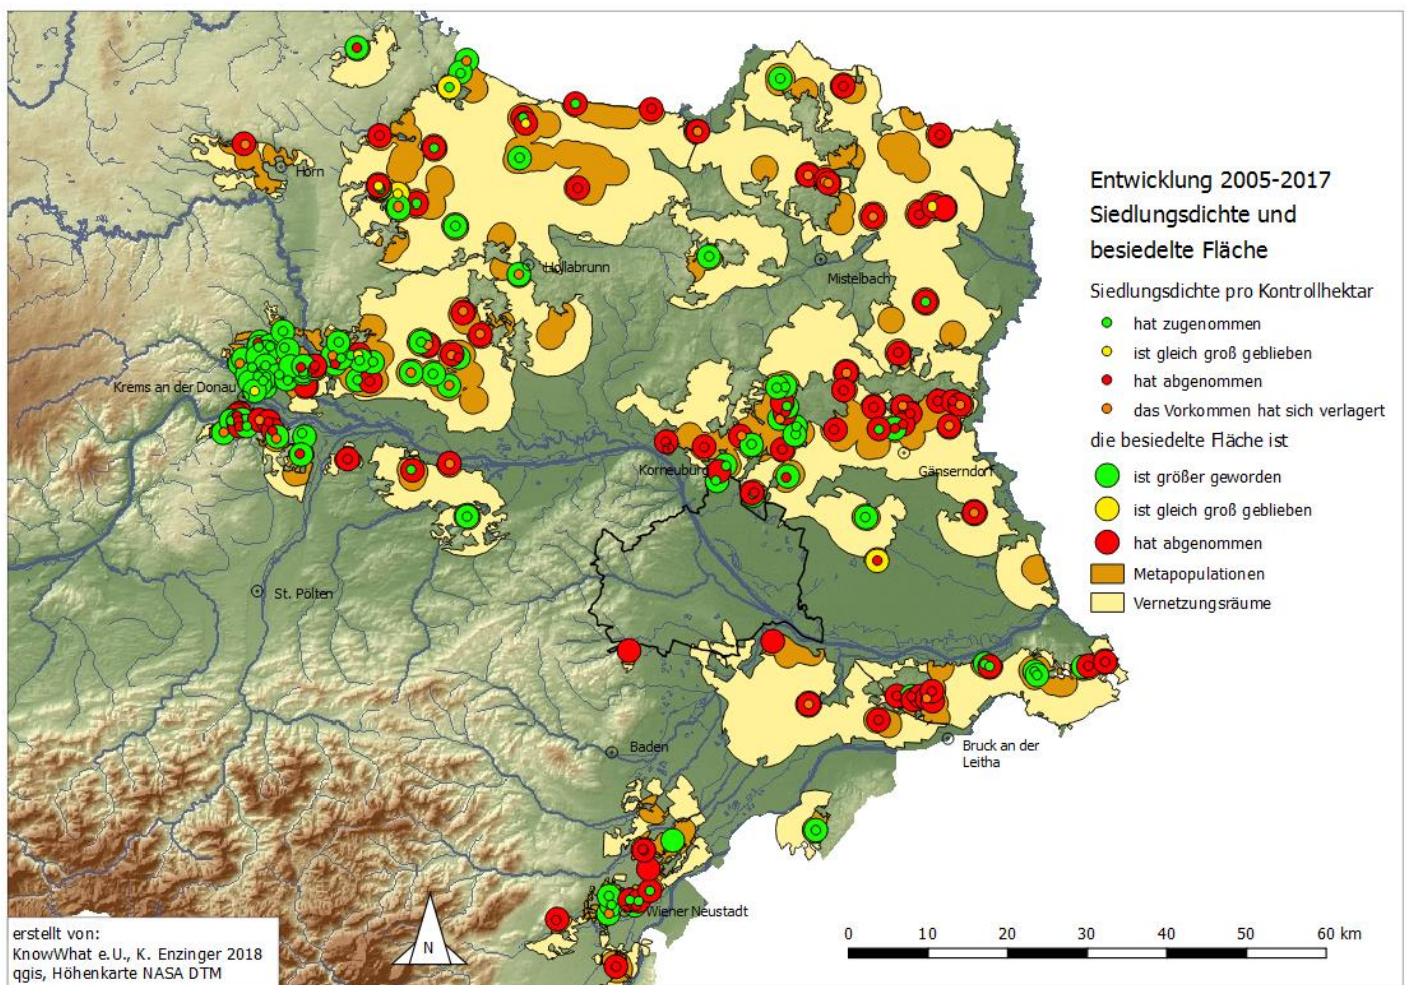 Entwicklung 2005-2017
Siedlungsdichte und
besiedelte Fläche
Siedlungsdichte pro Kontrollhektar
hat zugenommen
ist gleich groß geblieben
hat abgenommen
das Vorkommen hat sich verlagert
die besiedelte Fläche ist
ist größer geworden
ist gleich groß geblieben
hat abgenommen
Metapopulationen
Vernetzungsräume
Horn
Hollabrunn
Mistelbach
Krems an der Donau
Korneuburg
Gänserndorf
St. Pölten
Baden
Bruck an der
Leitha
Wiener Neustadt
N
0 10 20 30 40 50 60 km
erstellt von:
KnowWhat e.U., K. Enzinger 2018
qgis, Höhenkarte NASA DTM